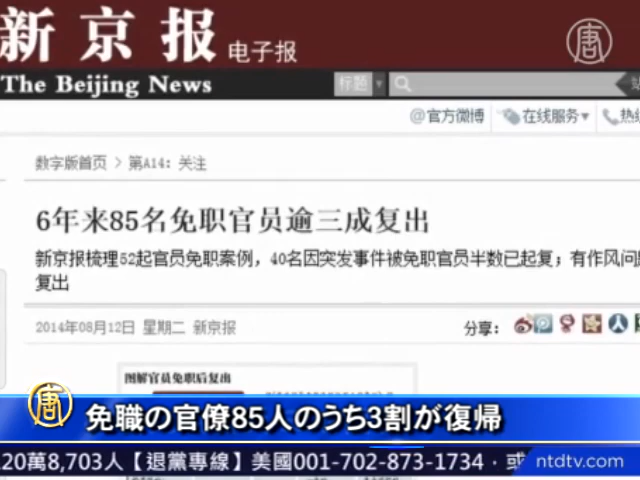 新京报 电子报
唐
The Beijing News
标题
@官方微博 在线服务 热线
数字版首页 > 第A14: 关注
6年来85名免职官员逾三成复出
新京报梳理52起官员免职案例，40名因突发事件被免职官员半数已起复；有作风问题
复出
2014年08月12日 星期二 新京报
分享：
图解官员免职后复出
唐
免職の官僚85人のうち3割が復帰
20萬8,703人【退黨專線】美國001-702-873-1734 · 或
ntdtv.com